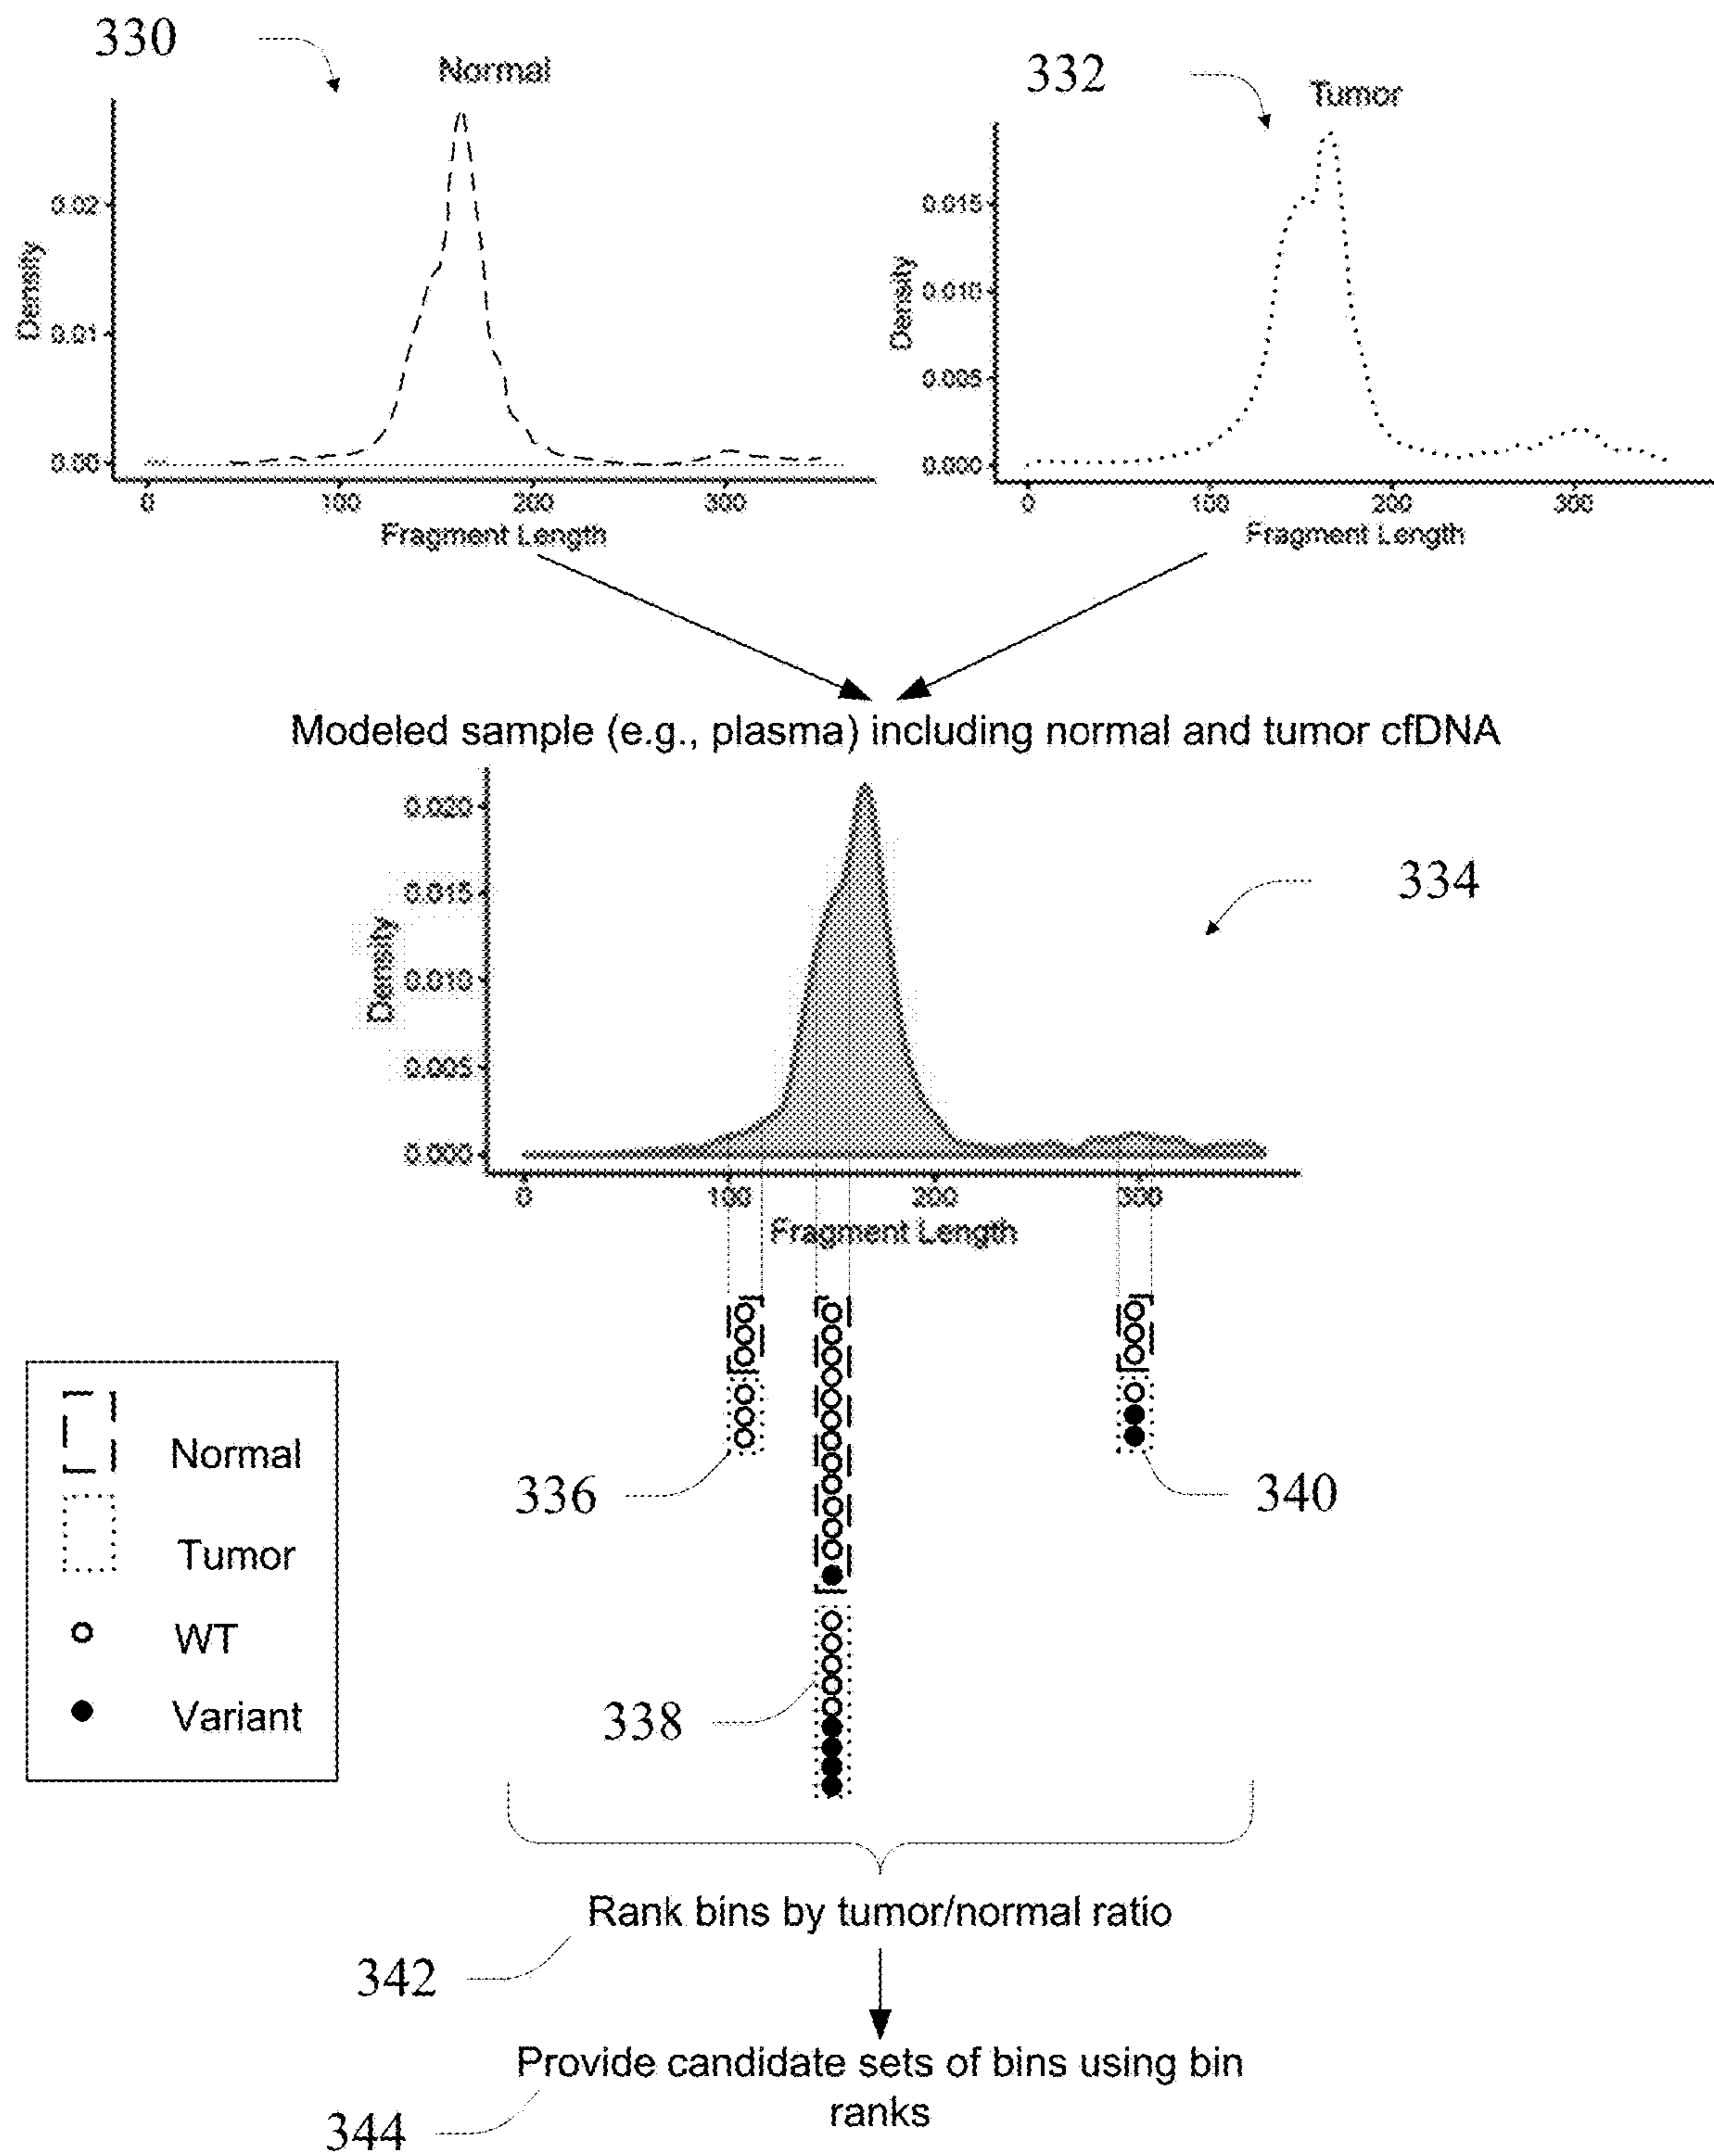 330
Normal
0.02
0.01
0.00
Density
0
100
200
300
Fragment Length
332
Tumor
0.015
0.010
0.005
0.000
Density
0
100
200
300
Fragment Length
Modeled sample (e.g., plasma) including normal and tumor cfDNA
0.020
0.015
0.010
0.005
0.000
Density
334
0
100
200
300
Fragment Length
Normal
Tumor
WT
Variant
336
338
340
Rank bins by tumor/normal ratio
342
Provide candidate sets of bins using bin
ranks
344